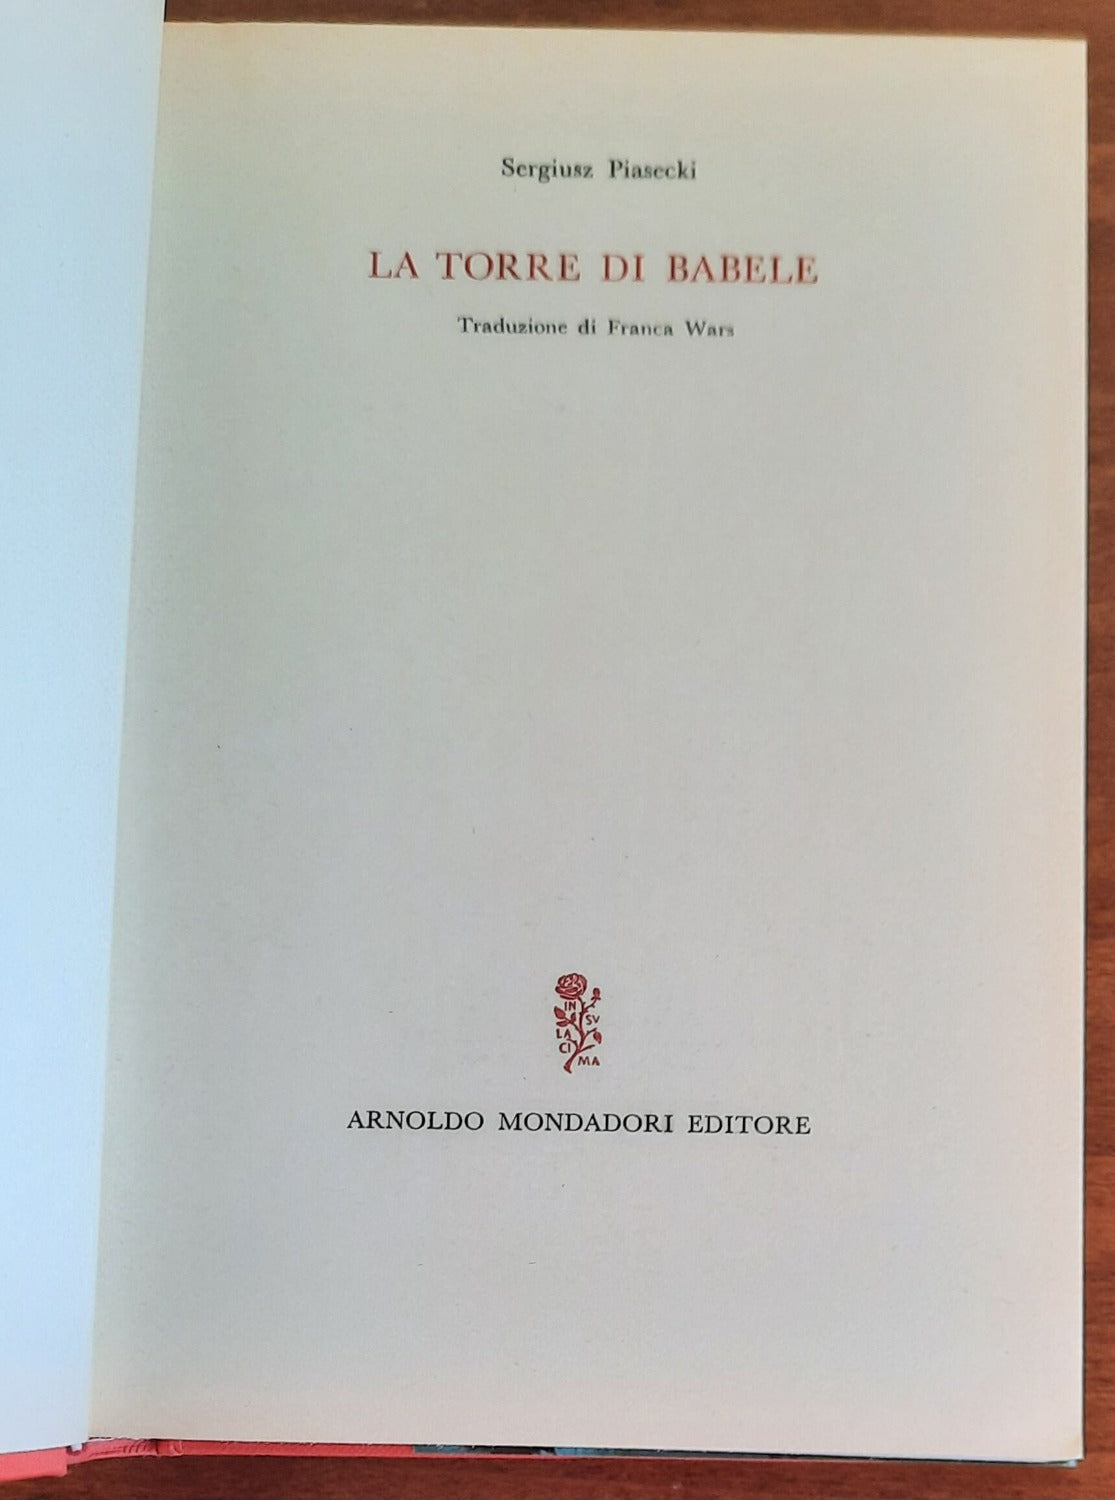 Sergiusz Piasecki
LA TORRE DI BABELE
Traduzione di Franca Wars
IN
SV
LA
CI
MA
ARNOLDO MONDADORI EDITORE